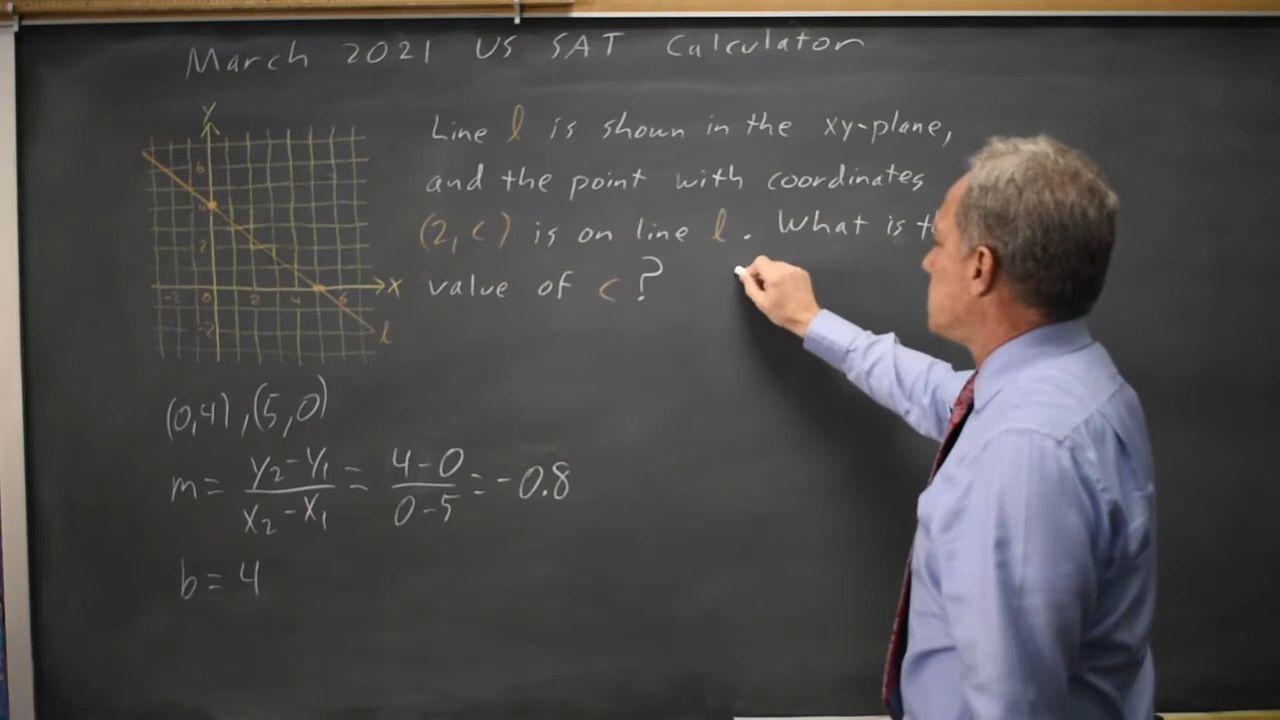 March 2021 US SAT Calculator
Y
6
4
2
-2 0 2 4 6 X
-2
l
Line l is shown in the xy-plane,
and the point with coordinates
(2, c) is on line l. What is
value of c?
(0,4), (5,0)
m = y₂-y₁/x₂-x₁ = 4-0/0-5 = -0.8
b = 4